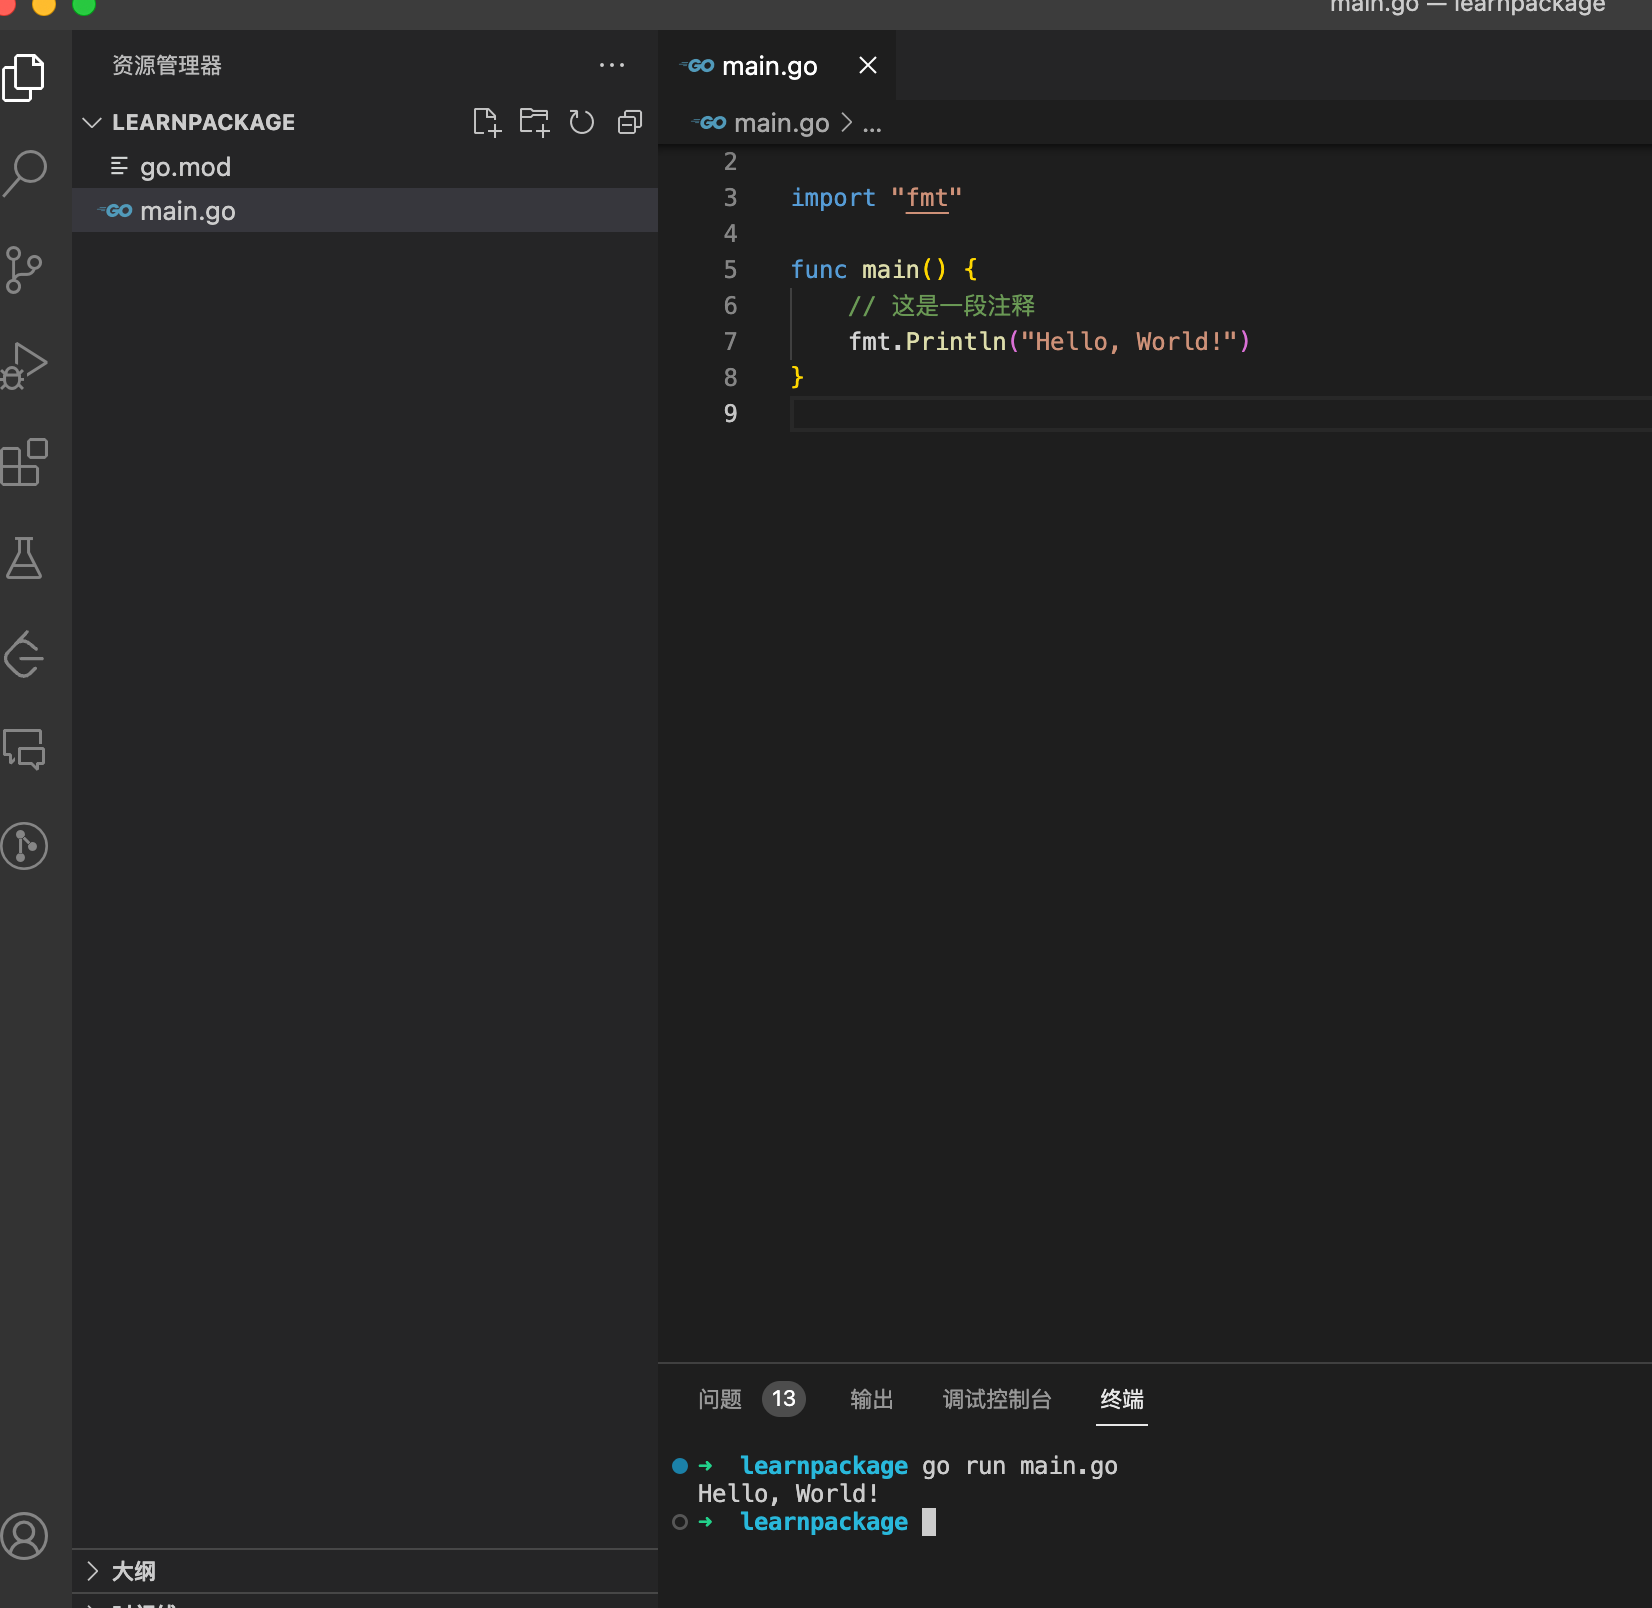 main.go — learnpackage
资源管理器
LEARNPACKAGE
go.mod
GO main.go
GO main.go
GO main.go > ...
2
3 import "fmt"
4
5 func main() {
6 // 这是一段注释
7 fmt.Println("Hello, World!")
8 }
9
问题 13 输出 调试控制台 终端
➜ learnpackage go run main.go
Hello, World!
➜ learnpackage
大纲